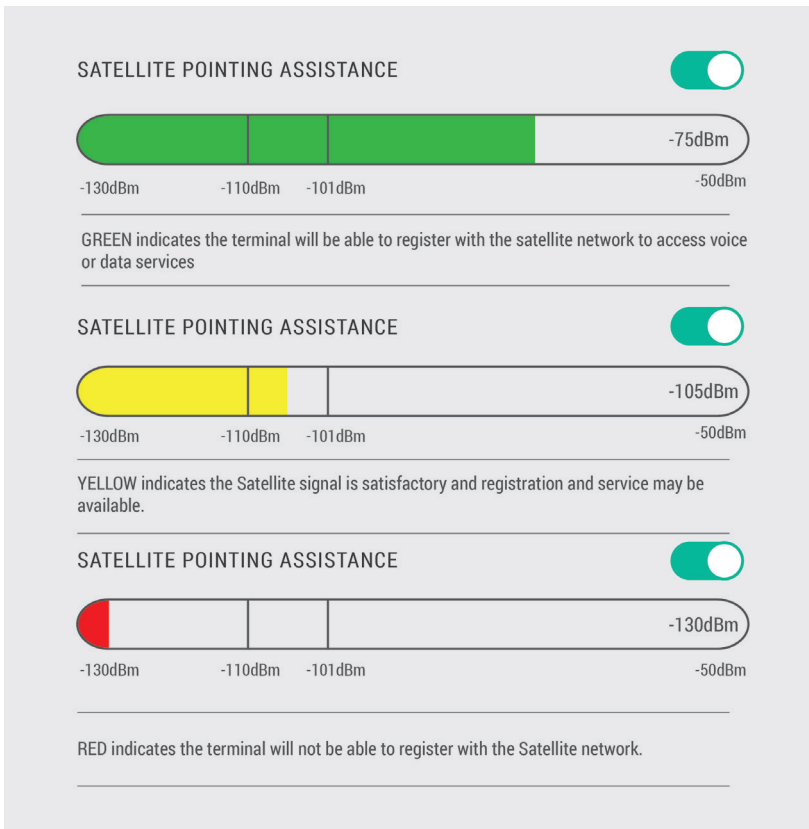 SATELLITE POINTING ASSISTANCE
-75dBm
-130dBm -110dBm -101dBm -50dBm
GREEN indicates the terminal will be able to register with the satellite network to access voice
or data services
SATELLITE POINTING ASSISTANCE
-105dBm
-130dBm -110dBm -101dBm -50dBm
YELLOW indicates the Satellite signal is satisfactory and registration and service may be
available.
SATELLITE POINTING ASSISTANCE
-130dBm
-130dBm -110dBm -101dBm -50dBm
RED indicates the terminal will not be able to register with the Satellite network.